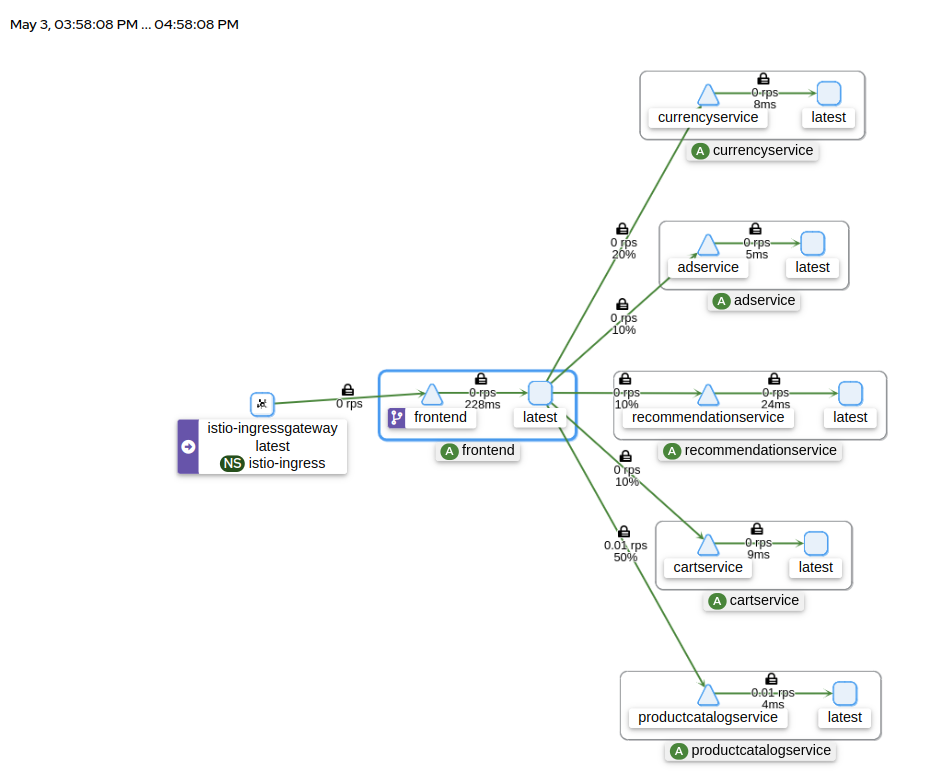 May 3, 03:58:08 PM ... 04:58:08 PM
0 rps
8ms
currencyservice
latest
A currencyservice
0 rps
20%
0 rps
5ms
adservice
latest
A adservice
0 rps
10%
0 rps
istio-ingressgateway
latest
NS istio-ingress
0 rps
228ms
frontend
latest
A frontend
0 rps
10%
0 rps
24ms
recommendationservice
latest
A recommendationservice
0 rps
10%
0 rps
9ms
cartservice
latest
A cartservice
0.01 rps
50%
0.01 rps
4ms
productcatalogservice
latest
A productcatalogservice